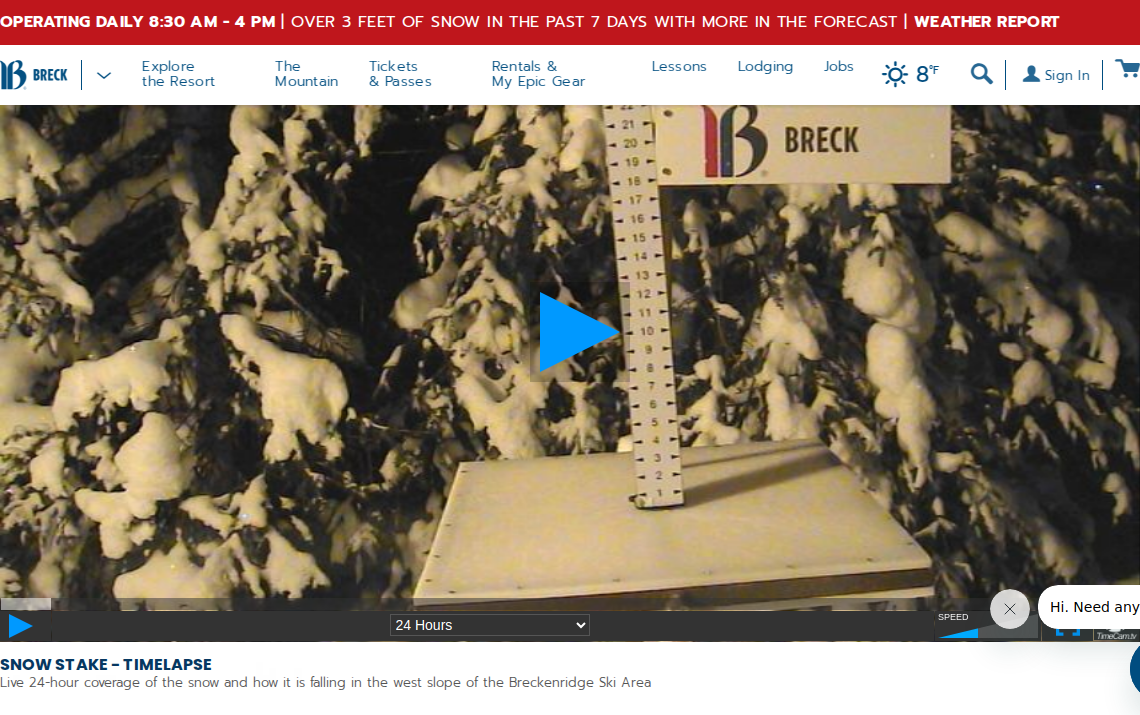 OPERATING DAILY 8:30 AM - 4 PM | OVER 3 FEET OF SNOW IN THE PAST 7 DAYS WITH MORE IN THE FORECAST | WEATHER REPORT
B BRECK
Explore
the Resort
The
Mountain
Tickets
& Passes
Rentals &
My Epic Gear
Lessons
Lodging
Jobs
8°F
Sign In
B BRECK
22
21
20
19
18
17
16
15
14
13
12
11
10
9
8
7
6
5
4
3
2
1
24 Hours
SPEED
Hi. Need any
TimeCam.tv
SNOW STAKE - TIMELAPSE
Live 24-hour coverage of the snow and how it is falling in the west slope of the Breckenridge Ski Area